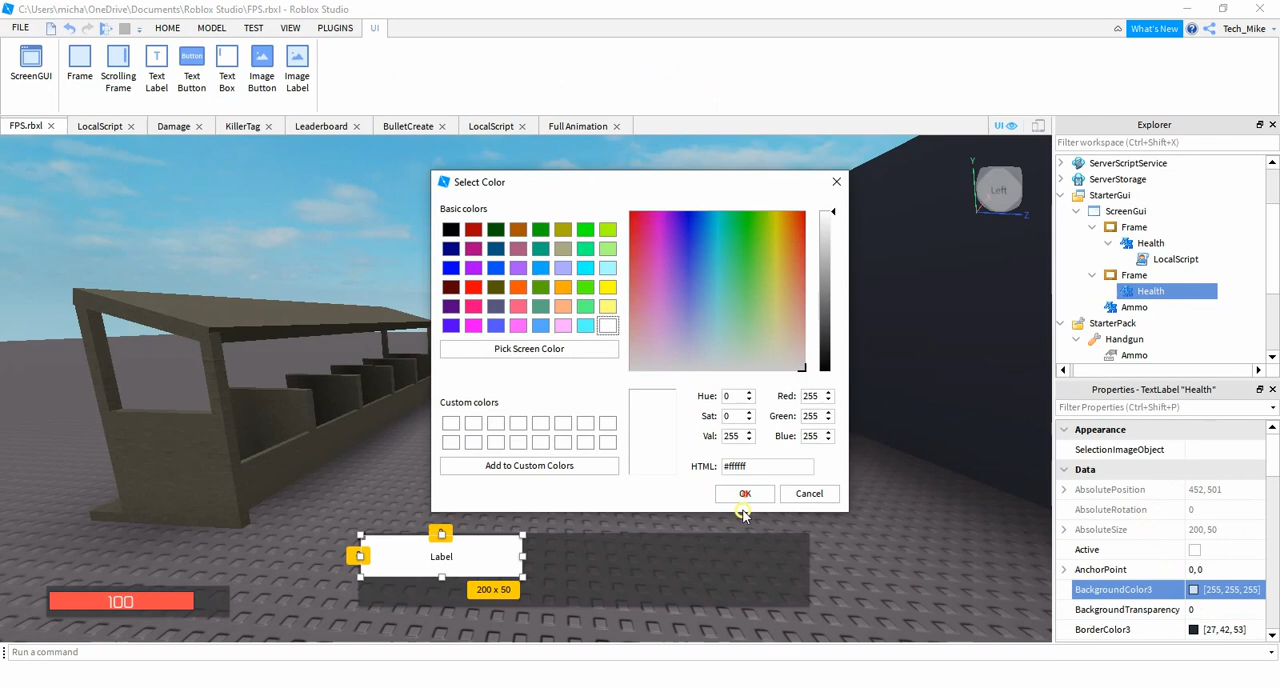 C:\Users\micha\OneDrive\Documents\Roblox Studio\FPS.rbxl - Roblox Studio
FILE HOME MODEL TEST VIEW PLUGINS UI What's New Tech_Mike
ScreenGUI Frame Scrolling Frame Text Label Button Text Button Text Box Image Button Image Label
FPS.rbxl LocalScript Damage KillerTag Leaderboard BulletCreate LocalScript Full Animation UI
Explorer
Filter workspace (Ctrl+Shift+X)
ServerScriptService
ServerStorage
StarterGui
ScreenGui
Frame
Health
LocalScript
Frame
Health
Ammo
StarterPack
Handgun
Ammo
Y
Left
Z
Select Color
Basic colors
Pick Screen Color
Custom colors
Add to Custom Colors
Hue: 0 Red: 255
Sat: 0 Green: 255
Val: 255 Blue: 255
HTML: #ffffff
OK Cancel
Label
200 x 50
100
Properties - TextLabel "Health"
Filter Properties (Ctrl+Shift+P)
Appearance
SelectionImageObject
Data
AbsolutePosition 452, 501
AbsoluteRotation 0
AbsoluteSize 200, 50
Active
AnchorPoint 0, 0
BackgroundColor3 [255, 255, 255]
BackgroundTransparency 0
BorderColor3 [27, 42, 53]
Run a command